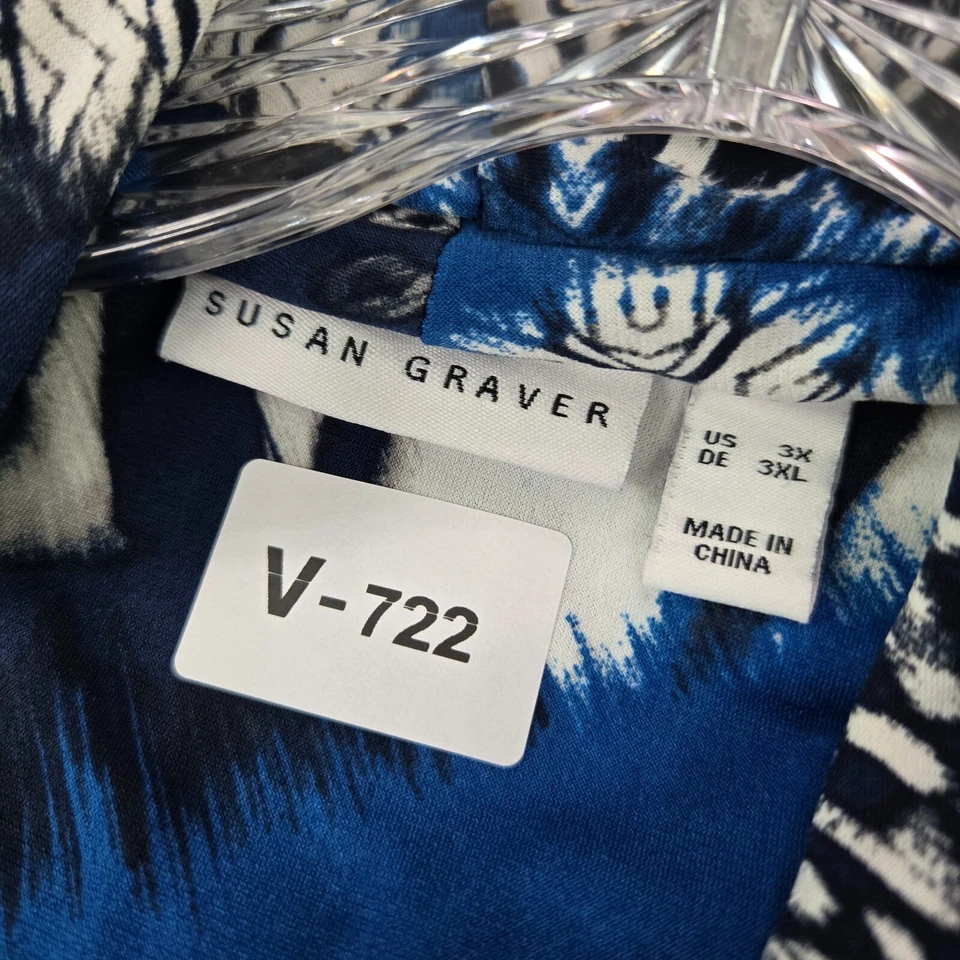 SUSAN GRAVER
US 3X
DE 3XL
MADE IN
CHINA
V-722